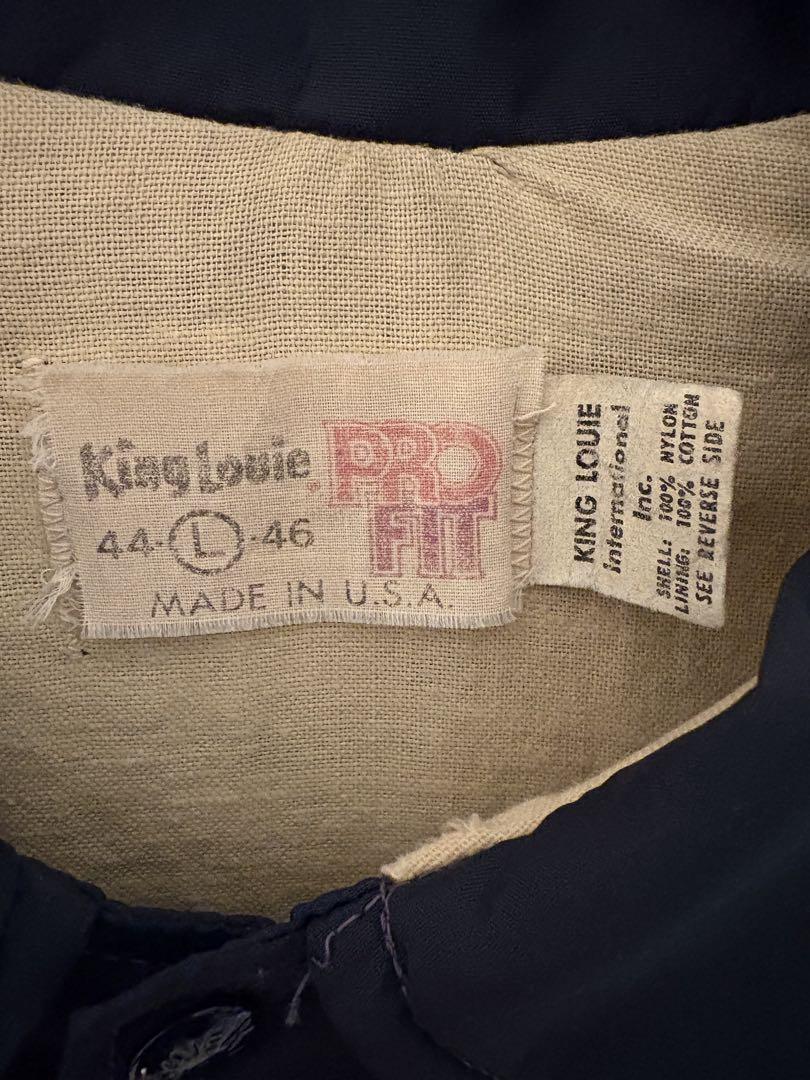 King Louie PRO FIT
44-L-46
MADE IN U.S.A.
KING LOUIE
International
Inc.
SHELL: 100% NYLON
LINING: 100% COTTON
SEE REVERSE SIDE